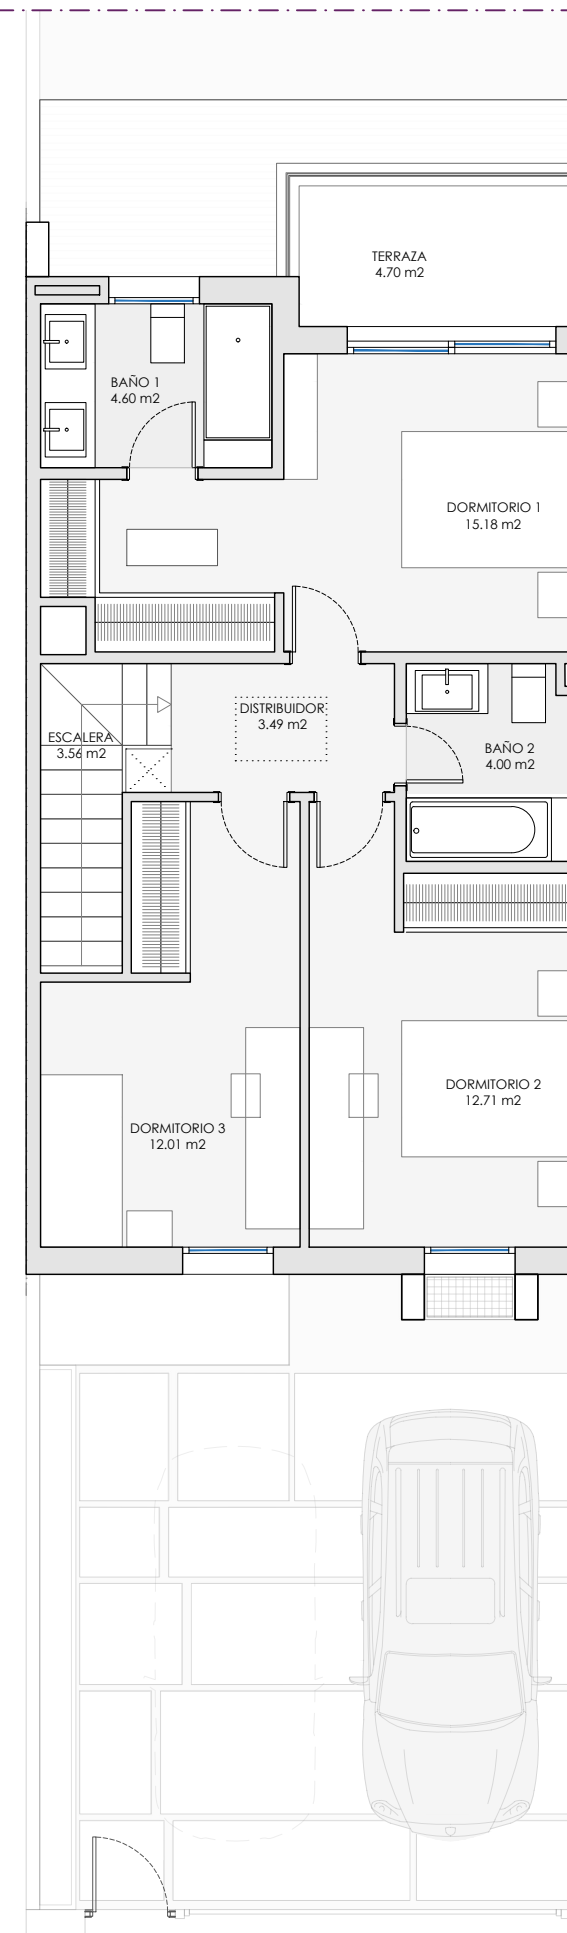 TERRAZA
4.70 m2
BAÑO 1
4.60 m2
DORMITORIO 1
15.18 m2
DISTRIBUIDOR
3.49 m2
ESCALERA
3.56 m2
BAÑO 2
4.00 m2
DORMITORIO 2
12.71 m2
DORMITORIO 3
12.01 m2